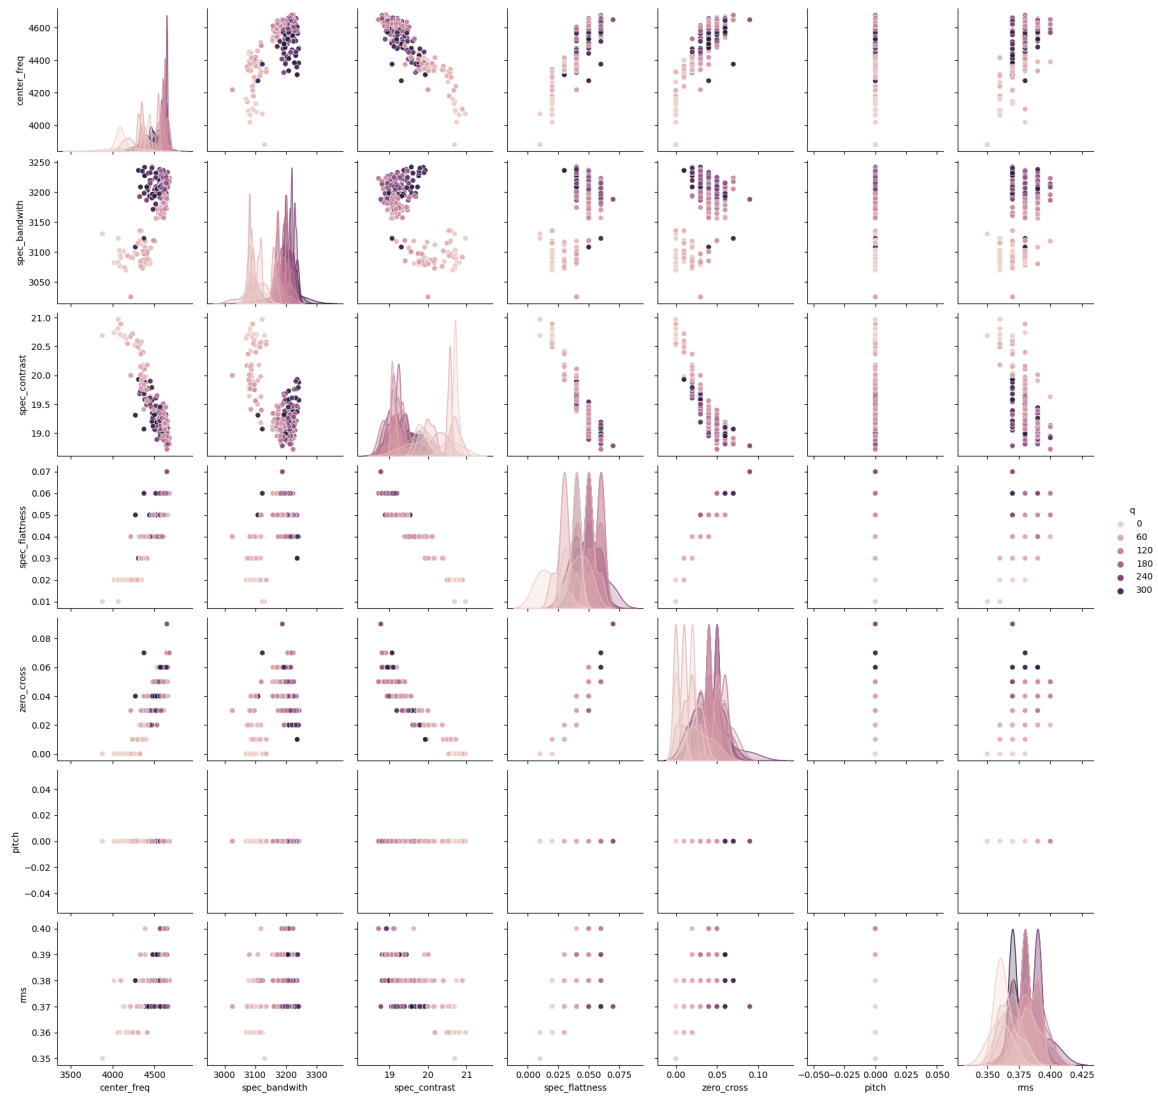 4600
4400
4200
4000
center_freq
3250
3200
3150
3100
3050
spec_bandwith
21.0
20.5
20.0
19.5
19.0
spec_contrast
0.07
0.06
0.05
0.04
0.03
0.02
0.01
spec_flattness
q
0
60
120
180
240
300
0.08
0.06
0.04
0.02
0.00
zero_cross
0.04
0.02
0.00
−0.02
−0.04
pitch
0.40
0.39
0.38
0.37
0.36
0.35
rms
3500 4000 4500
3000 3100 3200 3300
19 20 21
0.000 0.025 0.050 0.075
0.00 0.05 0.10
−0.050 −0.025 0.000 0.025 0.050
0.350 0.375 0.400 0.425
center_freq spec_bandwith spec_contrast spec_flattness zero_cross pitch rms